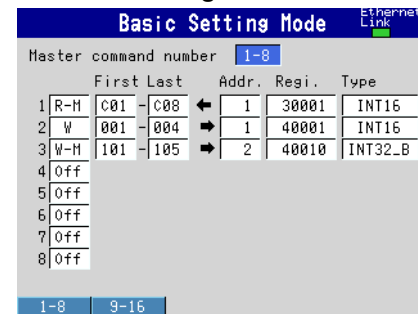 Basic Setting Mode
Ethernet
Link
Master command number 1-8
First Last Addr. Regi. Type
1 R-M C01 - C08 ← 1 30001 INT16
2 W 001 - 004 → 1 40001 INT16
3 W-M 101 - 105 → 2 40010 INT32_B
4 Off
5 Off
6 Off
7 Off
8 Off
1-8 9-16